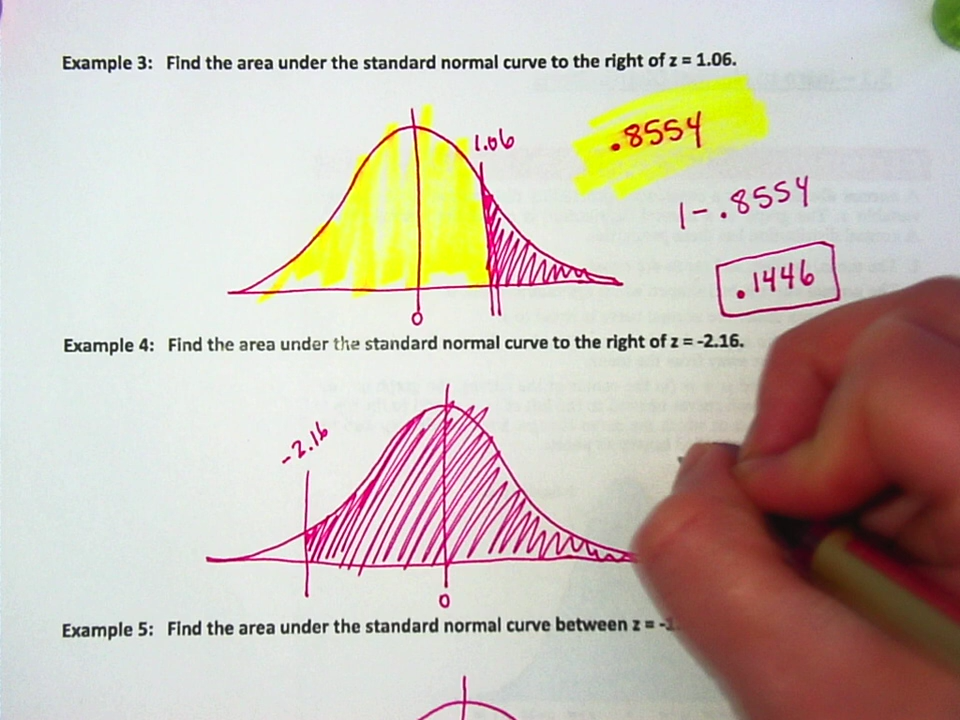 Example 3: Find the area under the standard normal curve to the right of z = 1.06.
1.06
.8554
1-.8554
.1446
0
Example 4: Find the area under the standard normal curve to the right of z = -2.16.
-2.16
0
Example 5: Find the area under the standard normal curve between z =